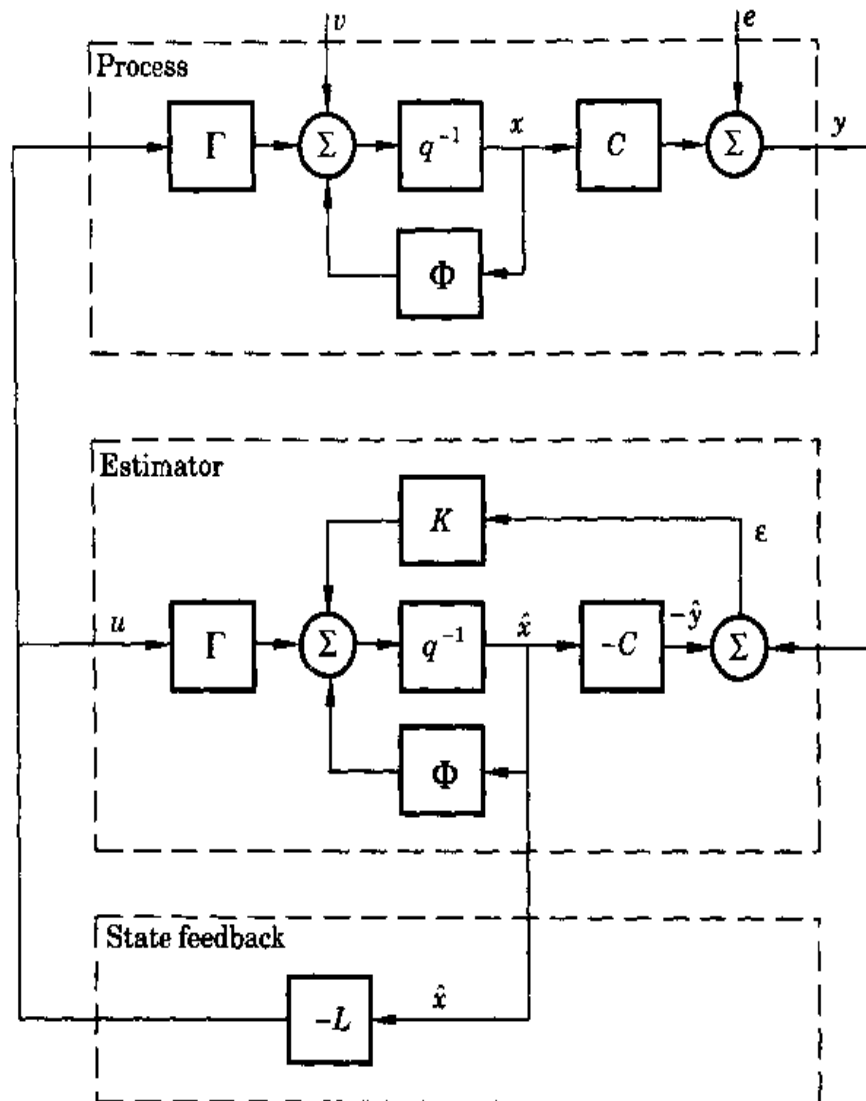 v
e
Process
Γ
Σ
q⁻¹
x
C
Σ
y
Φ
Estimator
K
ε
u
Γ
Σ
q⁻¹
x̂
-C
-ŷ
Σ
Φ
State feedback
-L
x̂